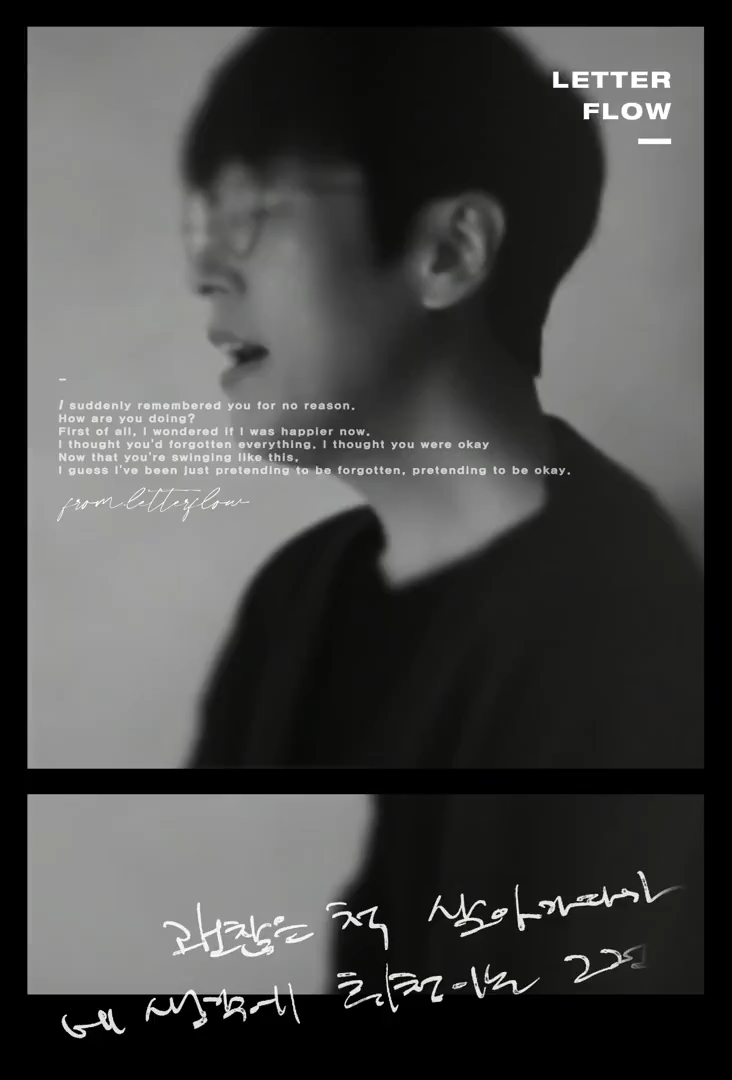 LETTER
FLOW
I suddenly remembered you for no reason.
How are you doing?
First of all, I wondered if I was happier now.
I thought you'd forgotten everything. I thought you were okay
Now that you're swinging like this,
I guess I've been just pretending to be forgotten, pretending to be okay.
from.letterflow
괜찮은 척 살아가다가
네 생각에 휘청이는